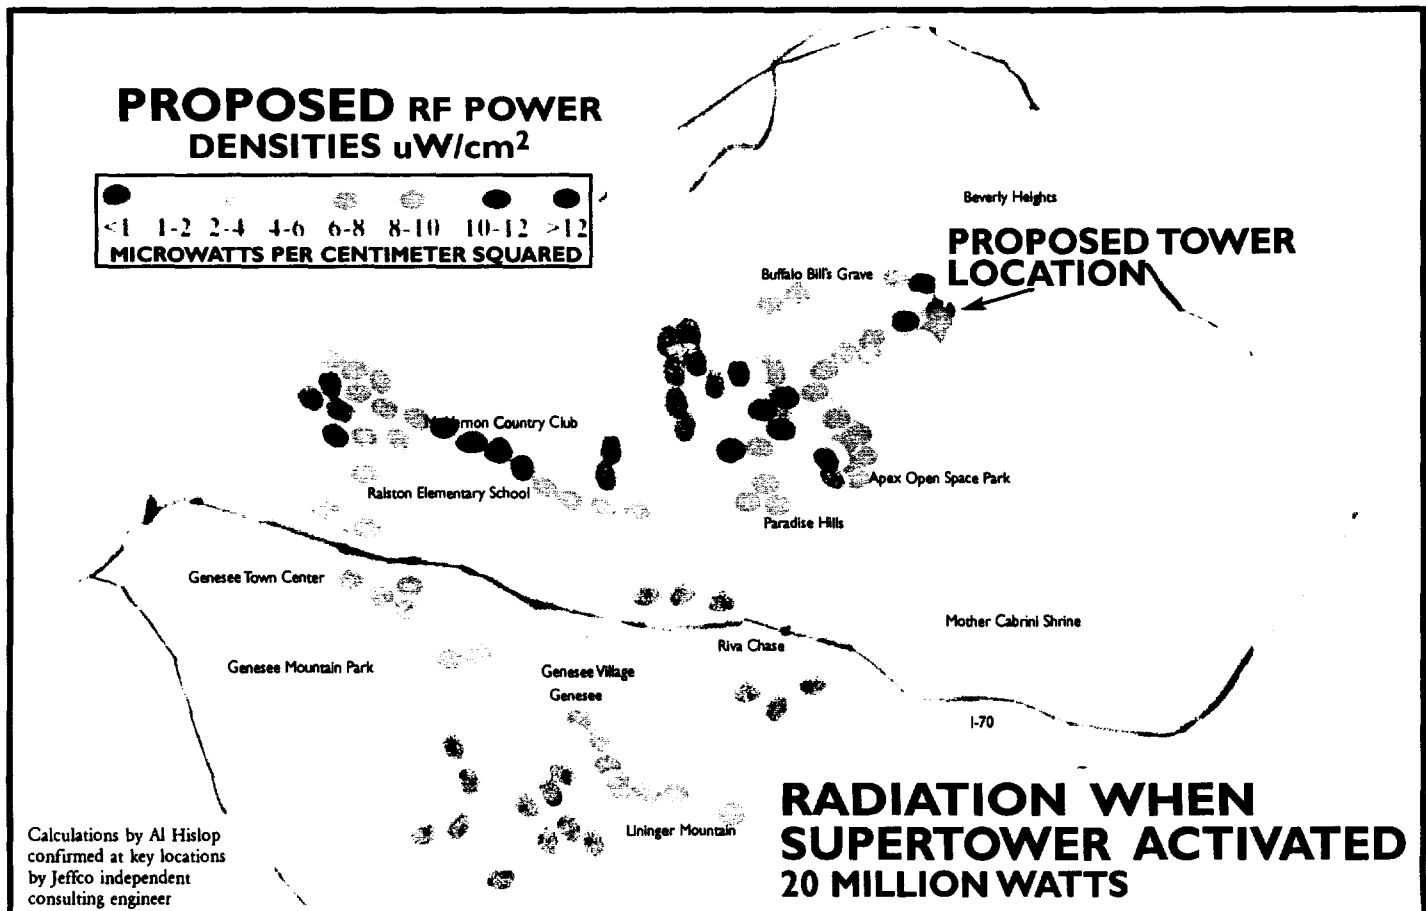 PROPOSED RF POWER
DENSITIES uW/cm²
<1 1-2 2-4 4-6 6-8 8-10 10-12 >12
MICROWATTS PER CENTIMETER SQUARED
Beverly Heights
PROPOSED TOWER
LOCATION
Buffalo Bill's Grave
Country Club
Ralston Elementary School
Apex Open Space Park
Paradise Hills
Genesee Town Center
Mother Cabrini Shrine
Riva Chase
Genesee Mountain Park
Genesee Village
Genesee
I-70
Lininger Mountain
RADIATION WHEN
SUPERTOWER ACTIVATED
20 MILLION WATTS
Calculations by Al Hislop
confirmed at key locations
by Jeffco independent
consulting engineer